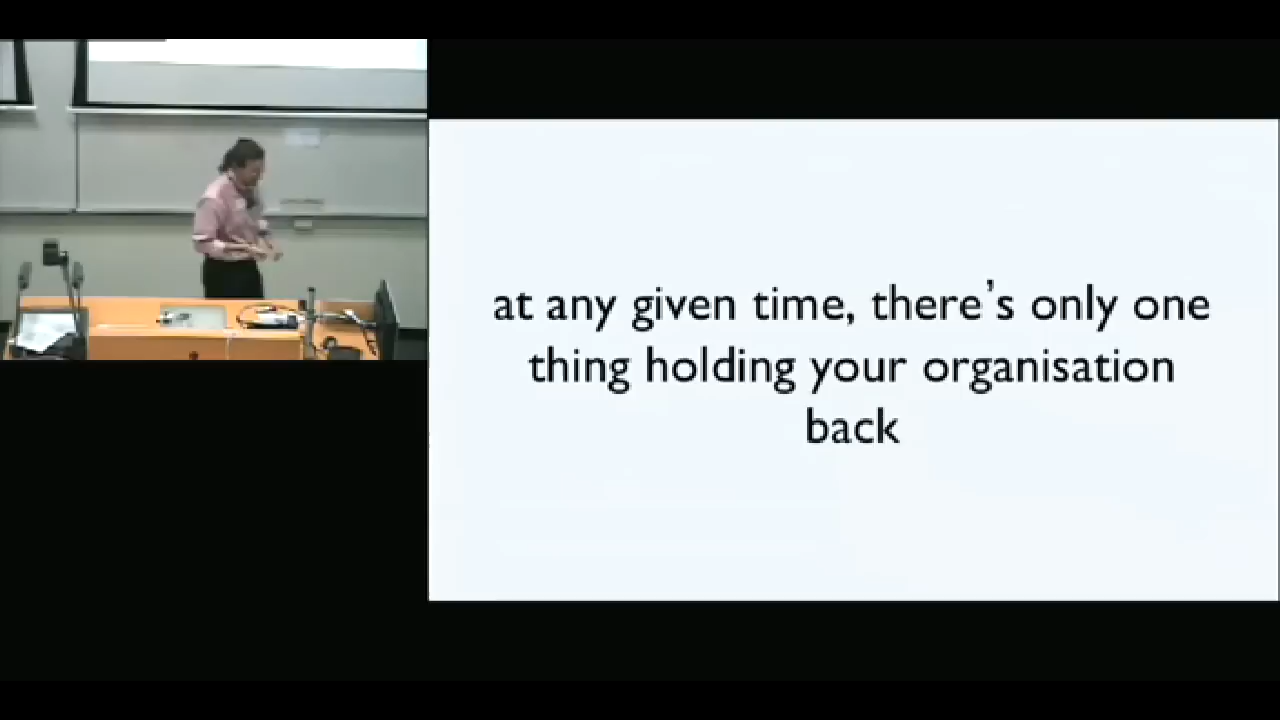 at any given time, there's only one
thing holding your organisation
back